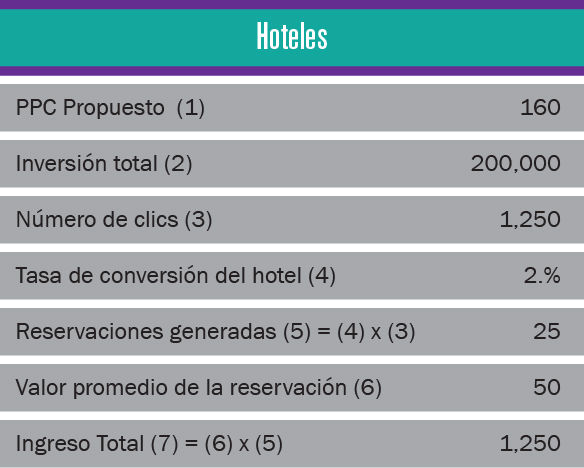 Hoteles
PPC Propuesto (1) 160
Inversión total (2) 200,000
Número de clics (3) 1,250
Tasa de conversión del hotel (4) 2.%
Reservaciones generadas (5) = (4) x (3) 25
Valor promedio de la reservación (6) 50
Ingreso Total (7) = (6) x (5) 1,250